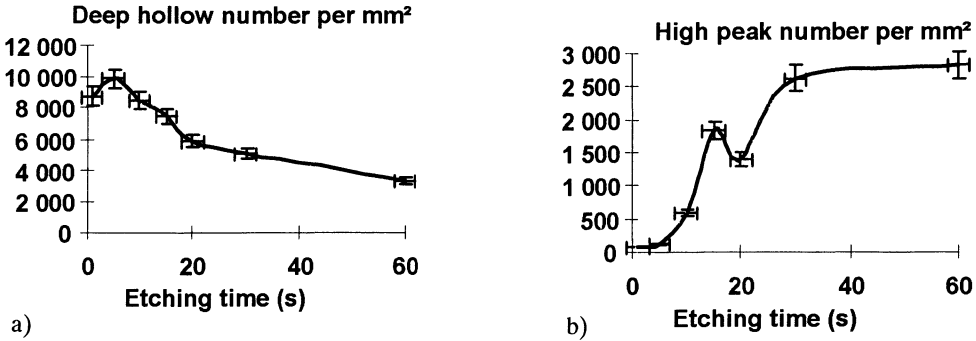 Deep hollow number per mm²
12 000
10 000
8 000
6 000
4 000
2 000
0
0 20 40 60
Etching time (s)
a)
High peak number per mm²
3 000
2 500
2 000
1 500
1 000
500
0
0 20 40 60
Etching time (s)
b)